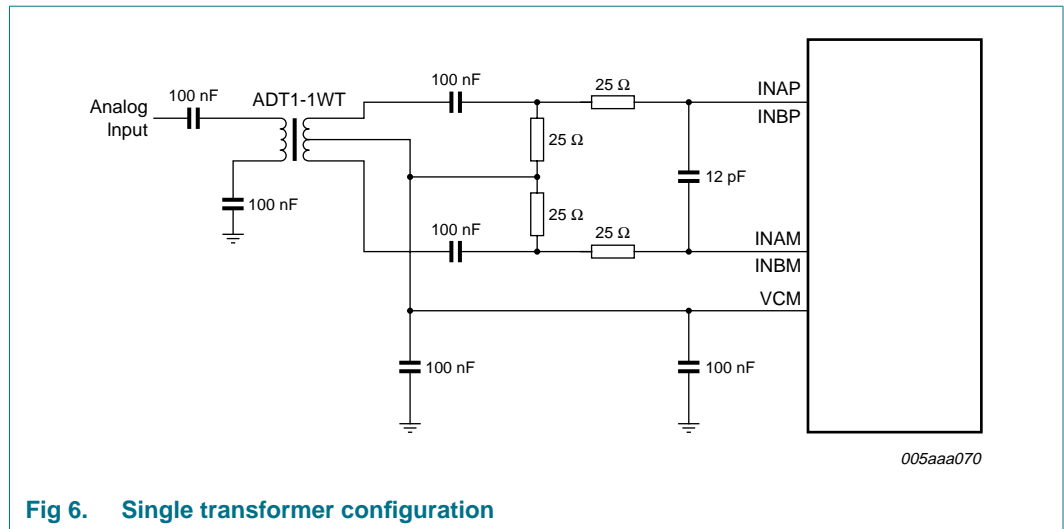 100 nF
ADT1-1WT
Analog
Input
100 nF
100 nF
25 Ω
INAP
INBP
25 Ω
12 pF
25 Ω
100 nF
25 Ω
INAM
INBM
VCM
100 nF
100 nF
005aaa070
Fig 6. Single transformer configuration